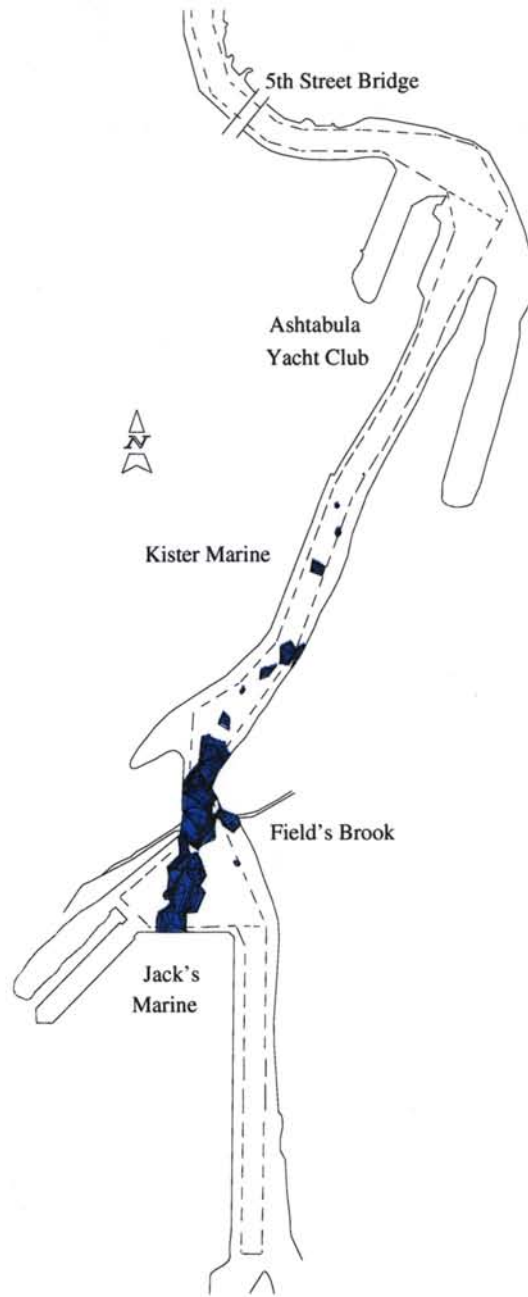 5th Street Bridge
Ashtabula
Yacht Club
N
Kister Marine
Field's Brook
Jack's
Marine